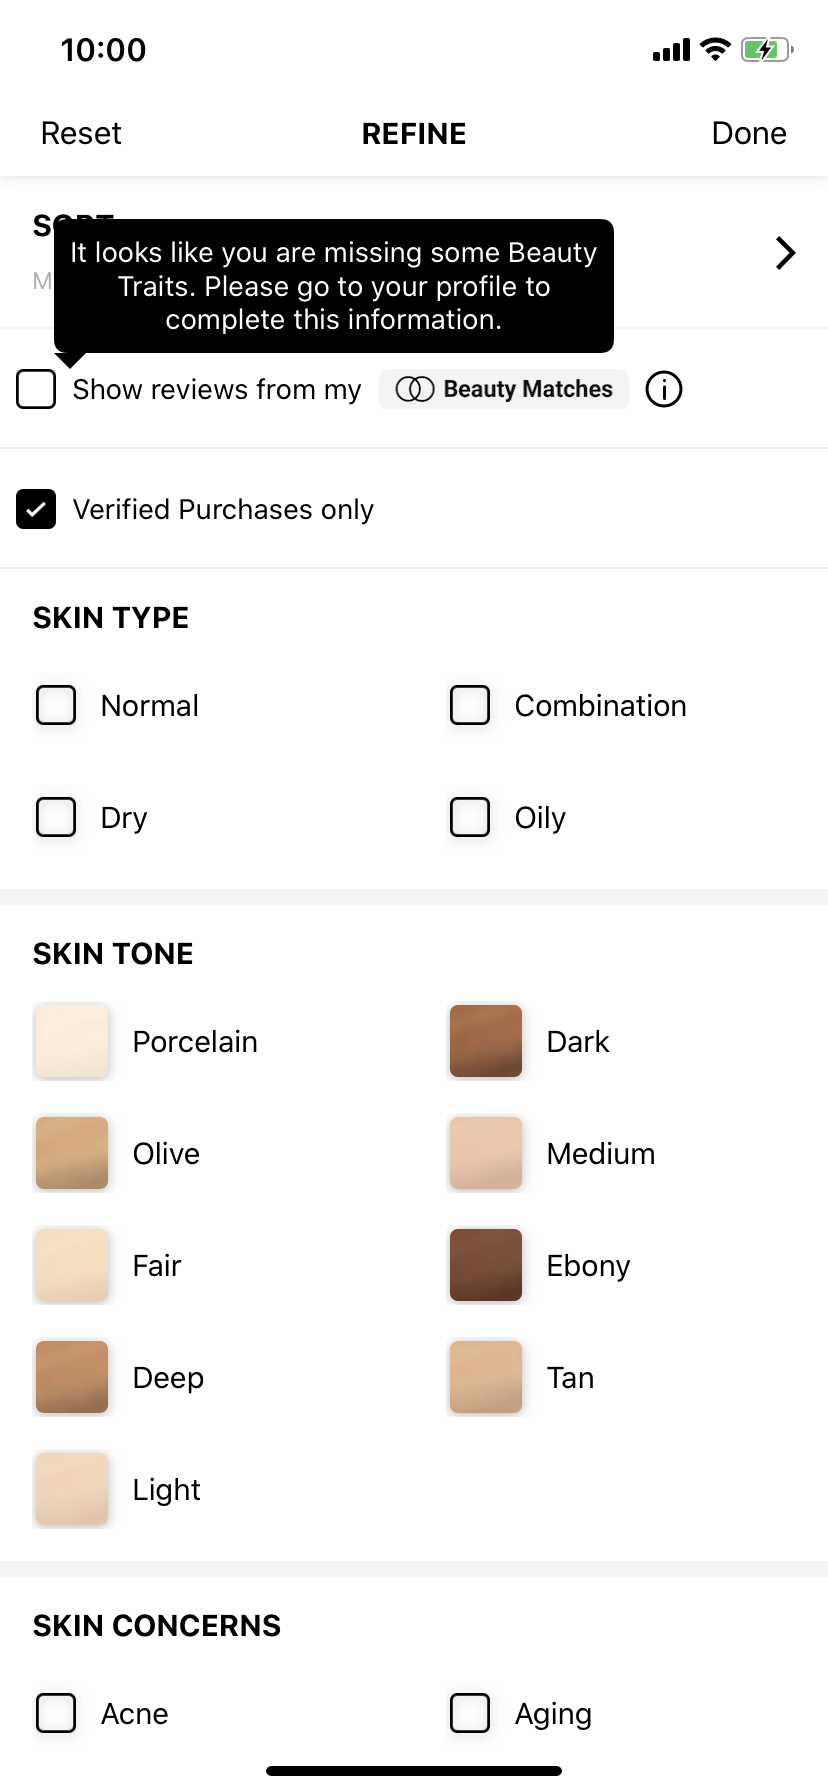 10:00
Reset REFINE Done
SORT
It looks like you are missing some Beauty
Traits. Please go to your profile to
complete this information.
Show reviews from my Beauty Matches
Verified Purchases only
SKIN TYPE
Normal Combination
Dry Oily
SKIN TONE
Porcelain Dark
Olive Medium
Fair Ebony
Deep Tan
Light
SKIN CONCERNS
Acne Aging